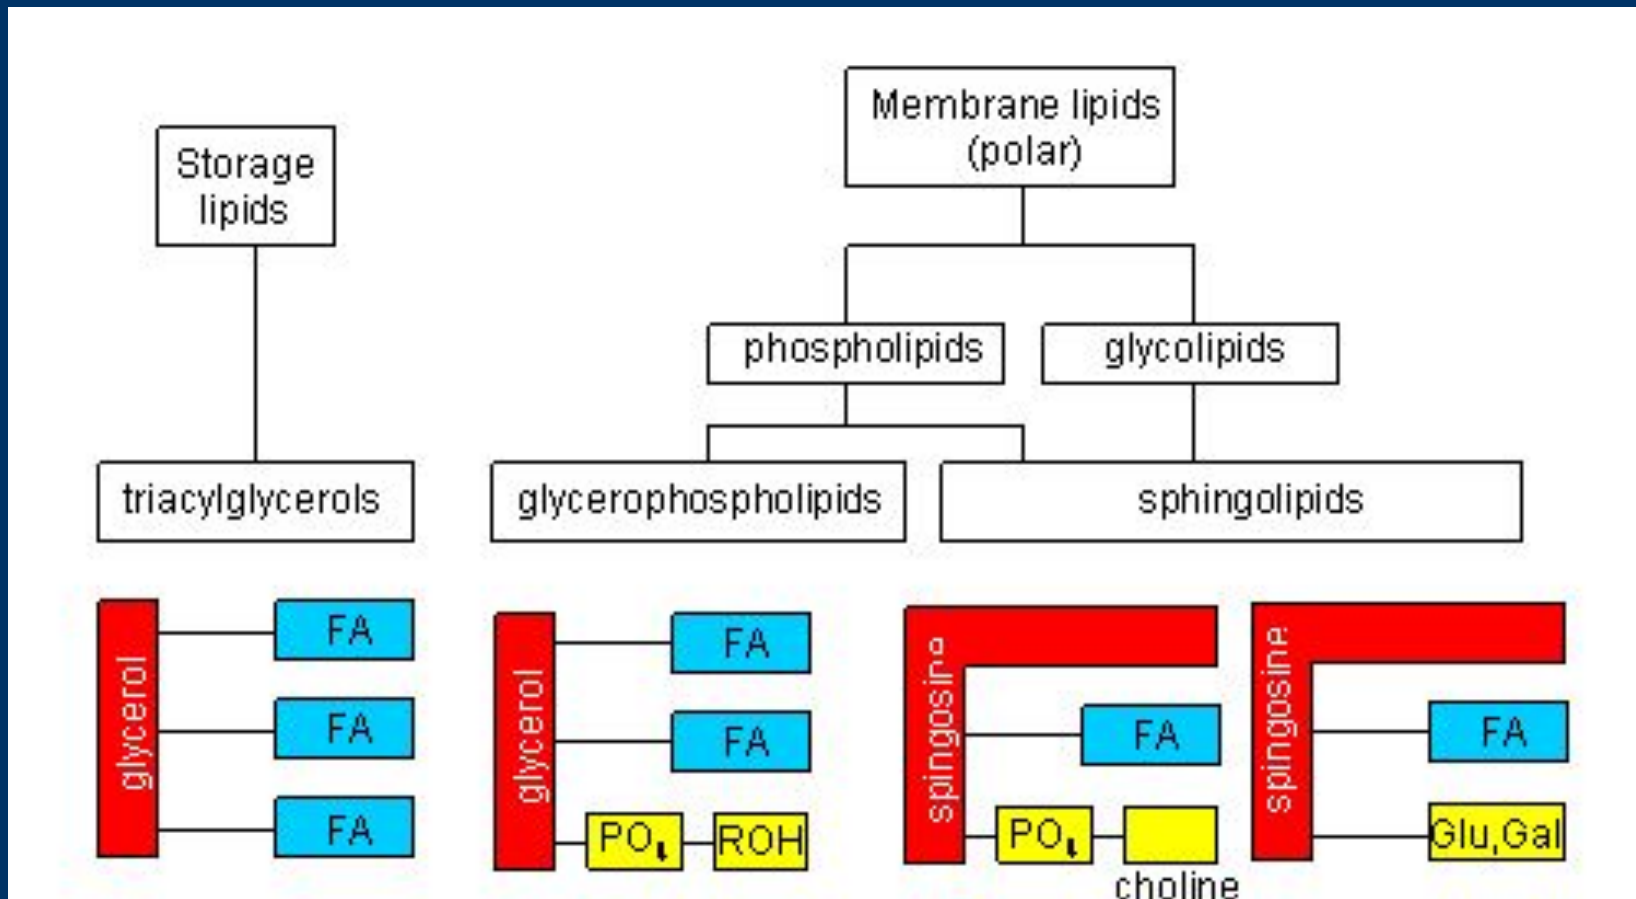 Membrane lipids
(polar)
Storage
lipids
phospholipids
glycolipids
triacylglycerols
glycerophospholipids
sphingolipids
glycerol
FA
FA
FA
glycerol
FA
FA
PO₄
ROH
spingosine
FA
PO₄
choline
spingosine
FA
Glu,Gal